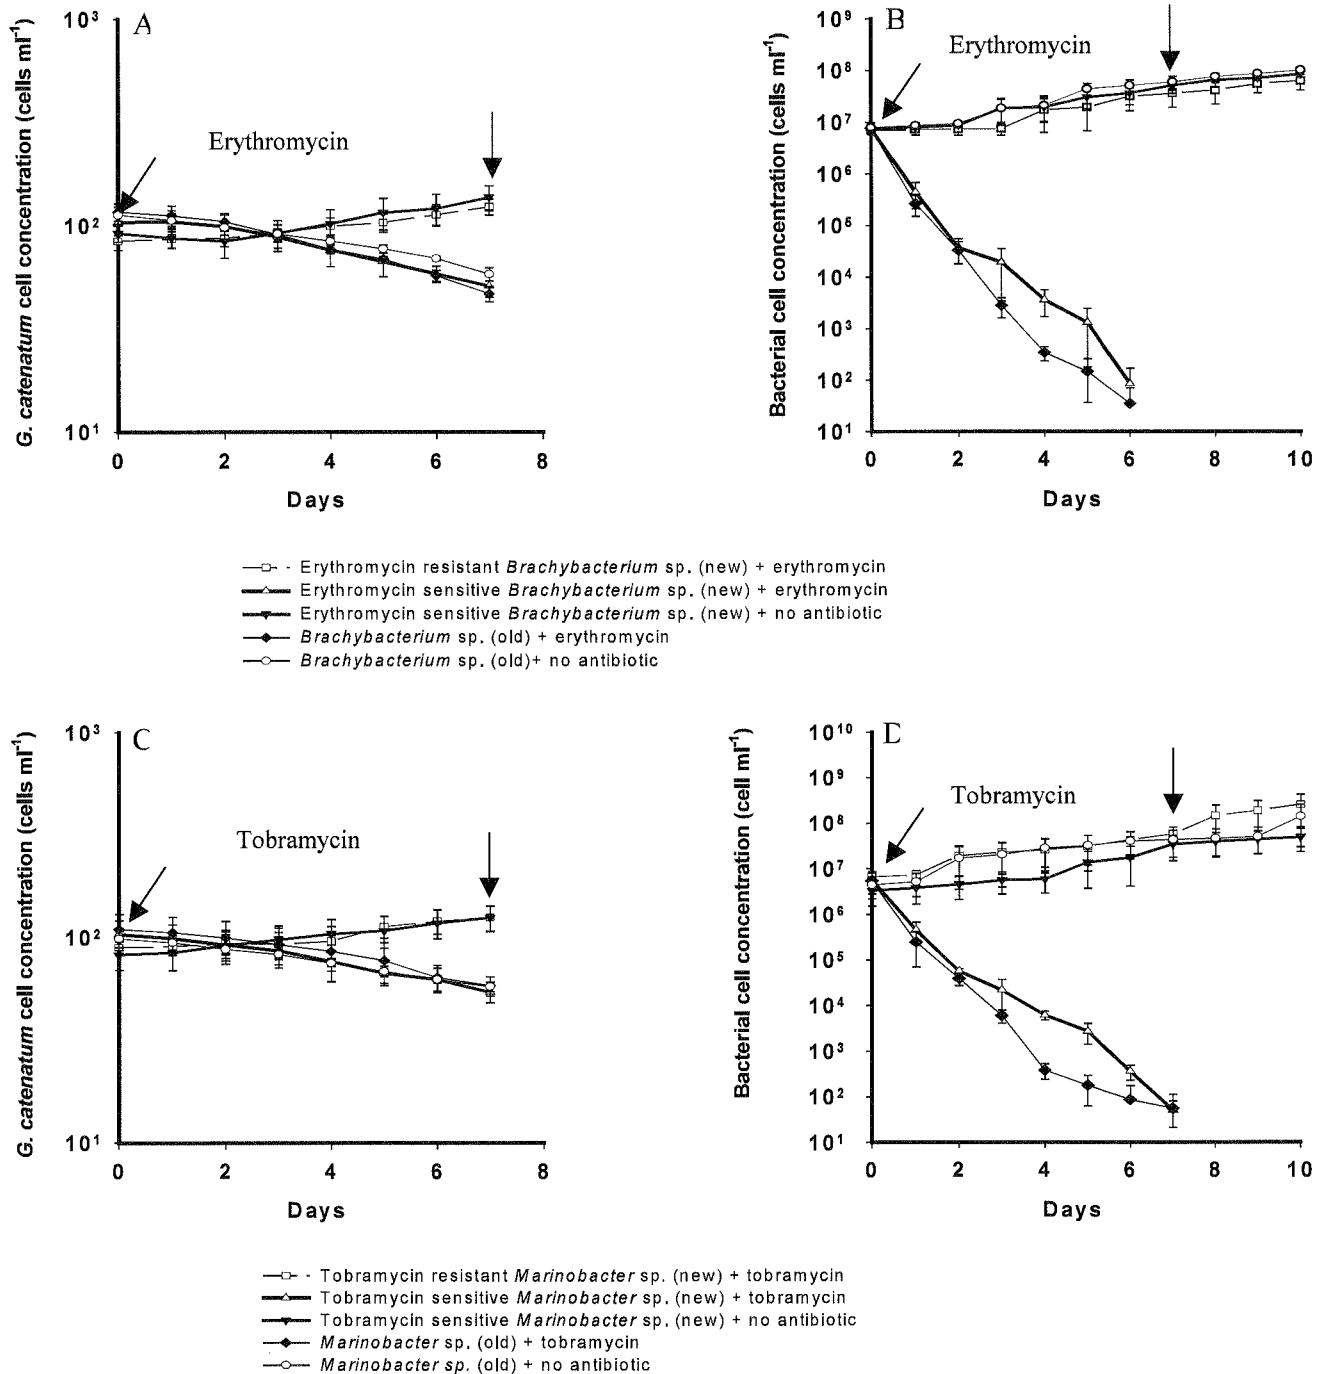 A
G. catenatum cell concentration (cells ml-1)
10³
10²
10¹
Erythromycin
0 2 4 6 8
Days
B
Bacterial cell concentration (cells ml-1)
10⁹
10⁸
10⁷
10⁶
10⁵
10⁴
10³
10²
10¹
Erythromycin
0 2 4 6 8 10
Days
Erythromycin resistant Brachybacterium sp. (new) + erythromycin
Erythromycin sensitive Brachybacterium sp. (new) + erythromycin
Erythromycin sensitive Brachybacterium sp. (new) + no antibiotic
Brachybacterium sp. (old) + erythromycin
Brachybacterium sp. (old)+ no antibiotic
C
G. catenatum cell concentration (cells ml-1)
10³
10²
10¹
Tobramycin
0 2 4 6 8
Days
D
Bacterial cell concentration (cell ml-1)
10¹⁰
10⁹
10⁸
10⁷
10⁶
10⁵
10⁴
10³
10²
10¹
Tobramycin
0 2 4 6 8 10
Days
Tobramycin resistant Marinobacter sp. (new) + tobramycin
Tobramycin sensitive Marinobacter sp. (new) + tobramycin
Tobramycin sensitive Marinobacter sp. (new) + no antibiotic
Marinobacter sp. (old) + tobramycin
Marinobacter sp. (old) + no antibiotic